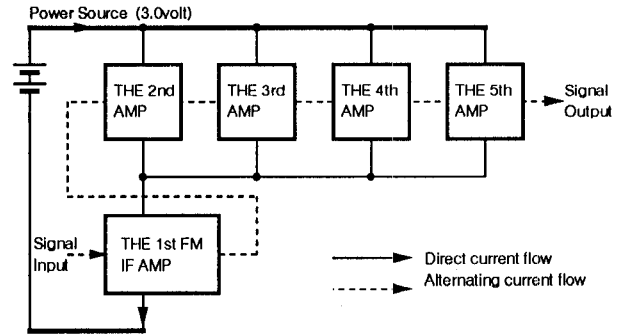 Power Source (3.0volt)
THE 2nd
AMP
THE 3rd
AMP
THE 4th
AMP
THE 5th
AMP
Signal
Output
Signal
Input
THE 1st FM
IF AMP
Direct current flow
Alternating current flow